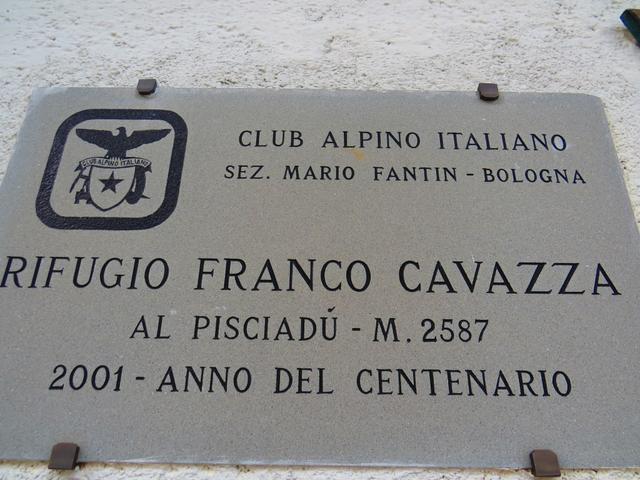 CLUB ALPINO ITALIANO
CLUB ALPINO ITALIANO
SEZ. MARIO FANTIN - BOLOGNA
RIFUGIO FRANCO CAVAZZA
AL PISCIADÚ - M. 2587
2001 - ANNO DEL CENTENARIO